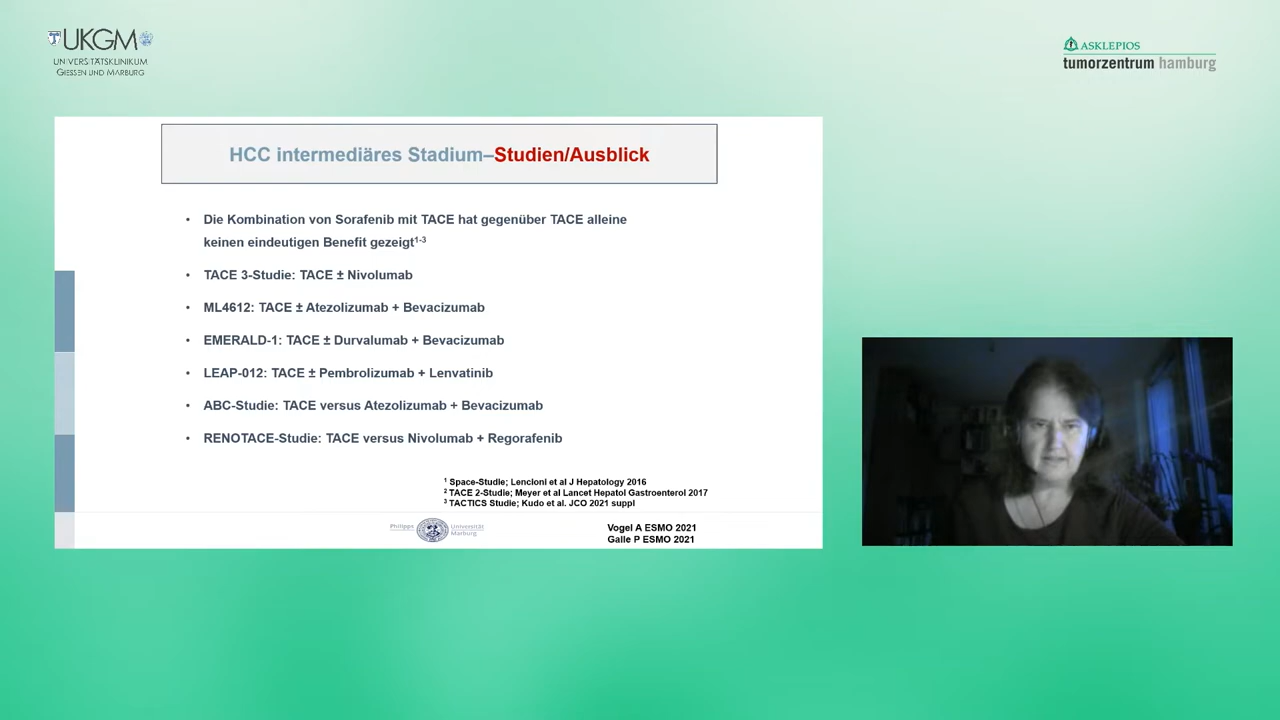 UKGM
UNIVERSITÄTSKLINIKUM
GIESSEN UND MARBURG
ASKLEPIOS
tumorzentrum hamburg
HCC intermediäres Stadium–Studien/Ausblick
• Die Kombination von Sorafenib mit TACE hat gegenüber TACE alleine
keinen eindeutigen Benefit gezeigt1-3
• TACE 3-Studie: TACE ± Nivolumab
• ML4612: TACE ± Atezolizumab + Bevacizumab
• EMERALD-1: TACE ± Durvalumab + Bevacizumab
• LEAP-012: TACE ± Pembrolizumab + Lenvatinib
• ABC-Studie: TACE versus Atezolizumab + Bevacizumab
• RENOTACE-Studie: TACE versus Nivolumab + Regorafenib
1 Space-Studie; Lencioni et al J Hepatology 2016
2 TACE 2-Studie; Meyer et al Lancet Hepatol Gastroenterol 2017
3 TACTICS Studie; Kudo et al. JCO 2021 suppl
Philipps Universität
Marburg
Vogel A ESMO 2021
Galle P ESMO 2021